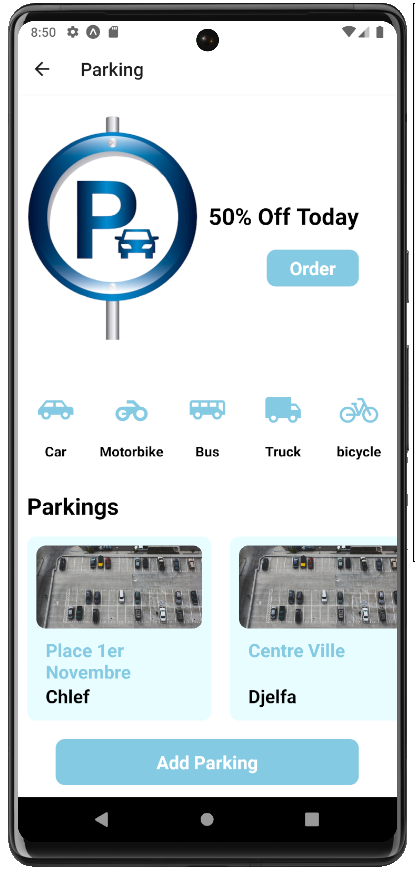 8:50
Parking
P
50% Off Today
Order
Car Motorbike Bus Truck bicycle
Parkings
Place 1er
Novembre
Chlef
Centre Ville
Djelfa
Add Parking